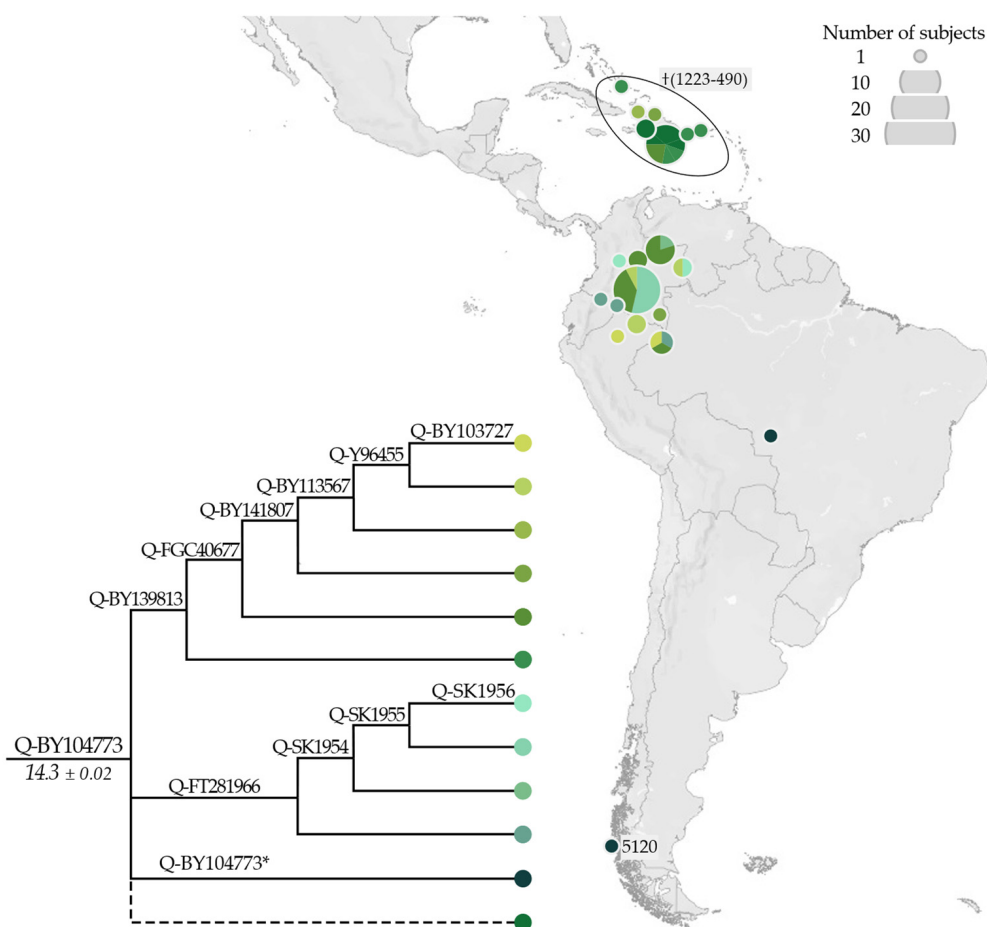 Number of subjects
1
10
20
30
†(1223-490)
Q-BY103727
Q-Y96455
Q-BY113567
Q-BY141807
Q-FGC40677
Q-BY139813
Q-SK1956
Q-SK1955
Q-SK1954
Q-BY104773
14.3 ± 0.02
Q-FT281966
Q-BY104773*
5120